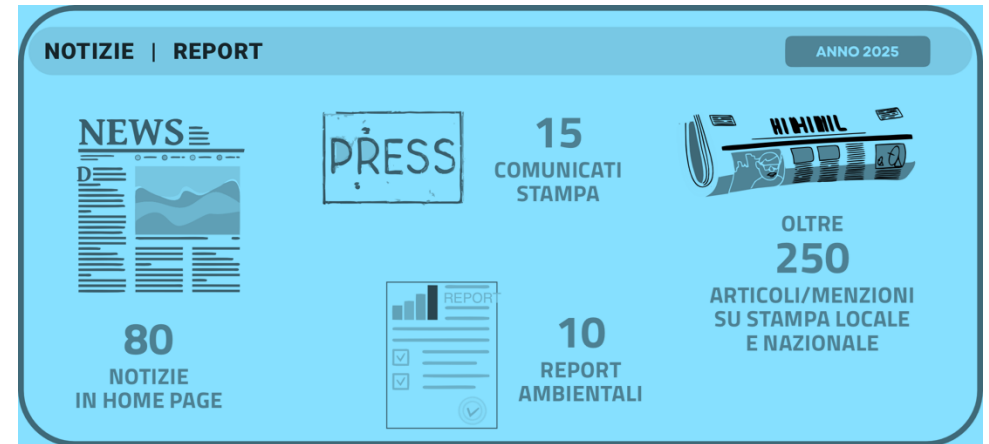 NOTIZIE | REPORT
ANNO 2025
NEWS
D
80
NOTIZIE
IN HOME PAGE
PRESS
15
COMUNICATI
STAMPA
REPORT
10
REPORT
AMBIENTALI
OLTRE
250
ARTICOLI/MENZIONI
SU STAMPA LOCALE
E NAZIONALE